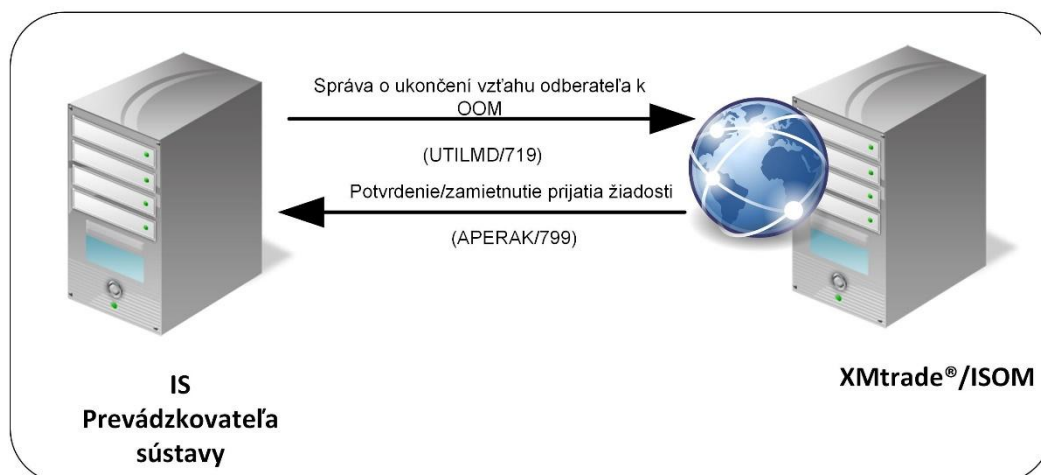 Správa o ukončení vzťahu odberateľa k
OOM
(UTILMD/719)
Potvrdenie/zamietnutie prijatia žiadosti
(APERAK/799)
IS
Prevádzkovateľa
sústavy
XMtrade®/ISOM